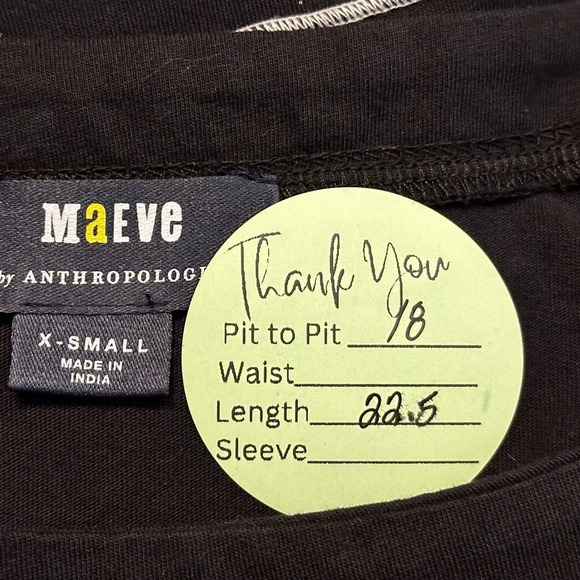 MaEVe
by ANTHROPOLOGI
X-SMALL
MADE IN
INDIA
Thank You
Pit to Pit 18
Waist
Length 22.5
Sleeve